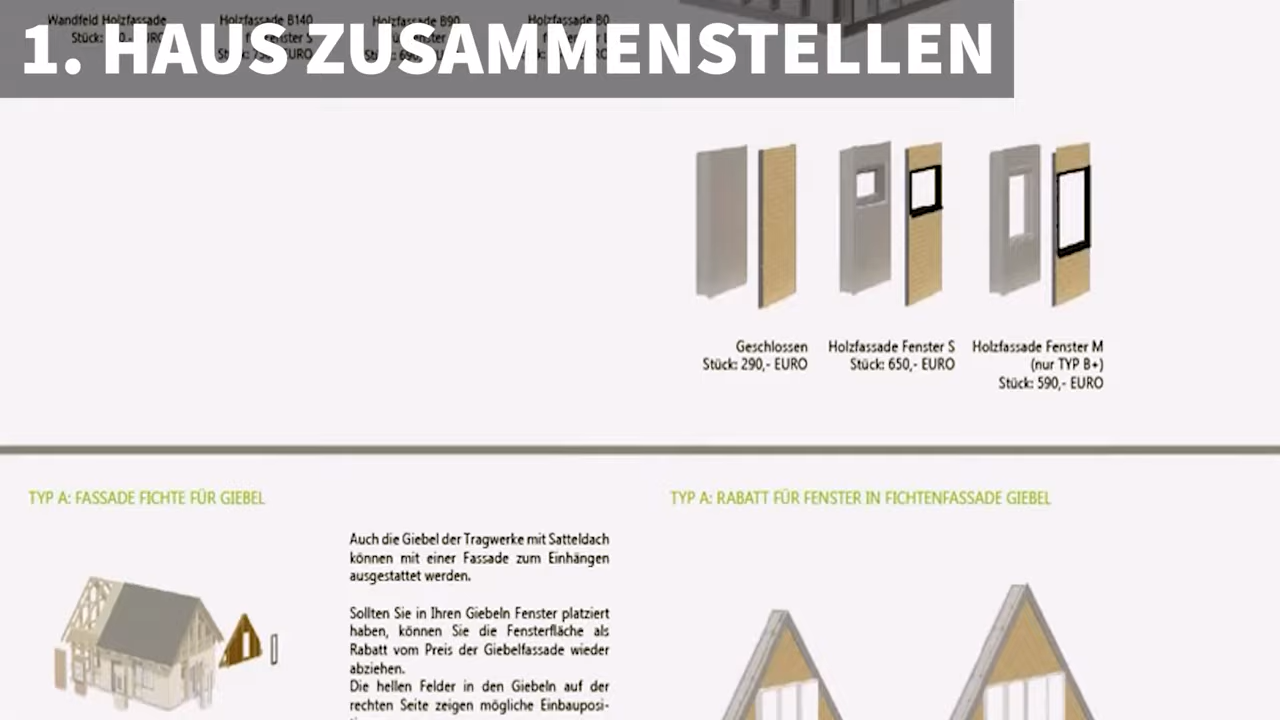 1. HAUS ZUSAMMENSTELLEN
Wandfeld Holzfassade
Holzfassade B140
Holzfassade B90
Holzfassade B0
Geschlossen
Stück: 290,- EURO
Holzfassade Fenster S
Stück: 650,- EURO
Holzfassade Fenster M
(nur TYP B+)
Stück: 590,- EURO
TYP A: FASSADE FICHTE FÜR GIEBEL
Auch die Giebel der Tragwerke mit Satteldach
können mit einer Fassade zum Einhängen
ausgestattet werden.
Sollten Sie in Ihren Giebeln Fenster platziert
haben, können Sie die Fensterfläche als
Rabatt vom Preis der Giebelfassade wieder
abziehen.
Die hellen Felder in den Giebeln auf der
rechten Seite zeigen mögliche Einbauposi-
TYP A: RABATT FÜR FENSTER IN FICHTENFASSADE GIEBEL